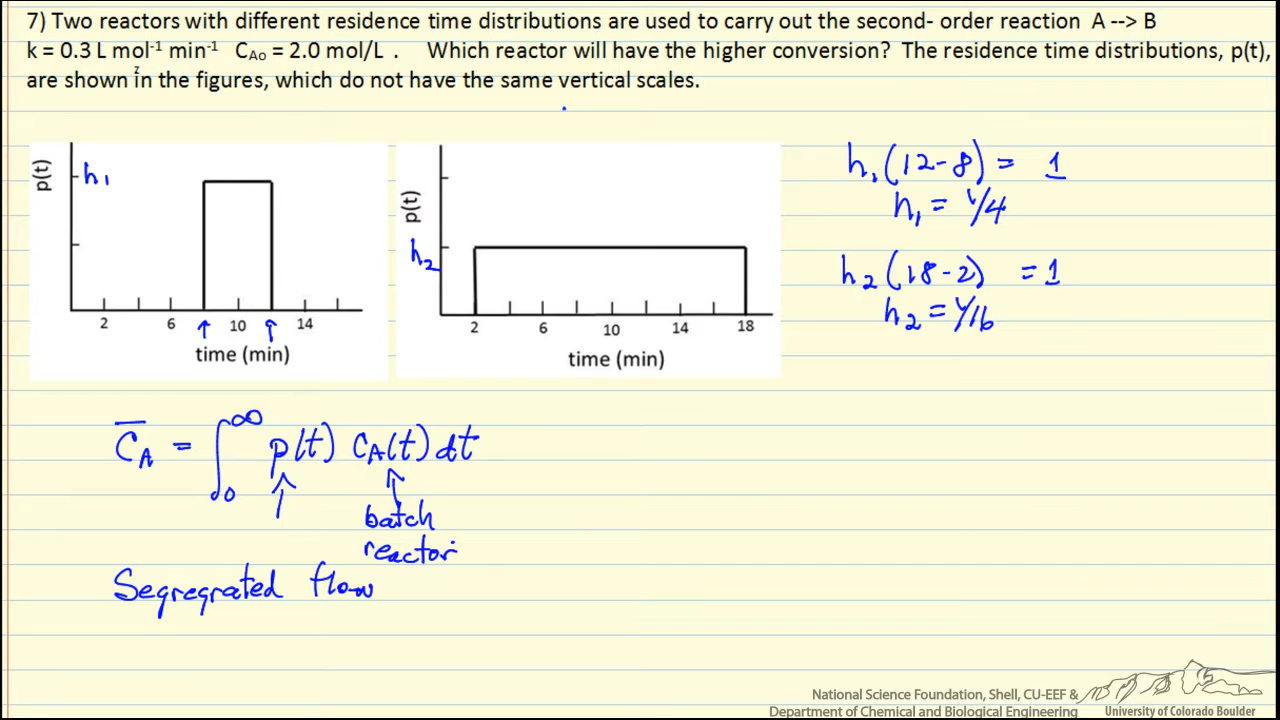 7) Two reactors with different residence time distributions are used to carry out the second- order reaction A --> B
k = 0.3 L mol⁻¹ min⁻¹ C_Ao = 2.0 mol/L . Which reactor will have the higher conversion? The residence time distributions, p(t),
are shown in the figures, which do not have the same vertical scales.
p(t)
h₁
2 6 10 14
time (min)
p(t)
h₂
2 6 10 14 18
time (min)
h₁(12-8) = 1
h₁ = 1/4
h₂(18-2) = 1
h₂ = 1/16
C̅_A = ∫₀^∞ p(t) C_A(t) dt
batch
reactor
Segregrated flow
National Science Foundation, Shell, CU-EEF &
Department of Chemical and Biological Engineering
University of Colorado Boulder